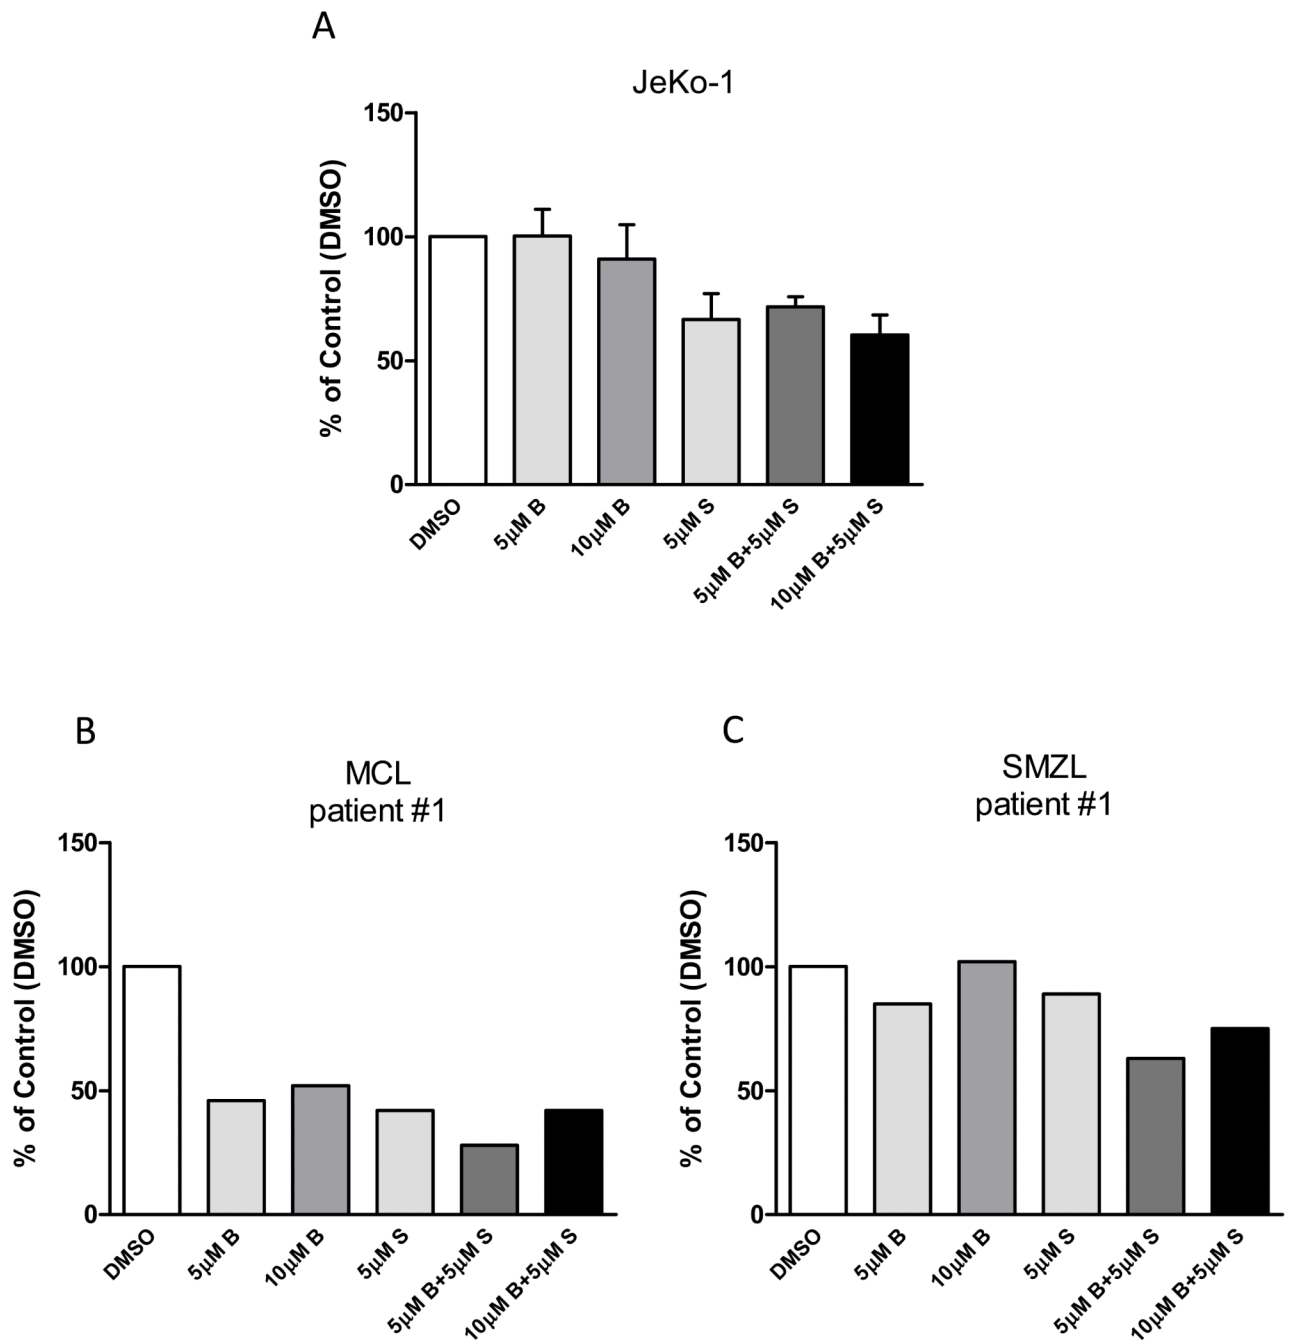 A
JeKo-1
% of Control (DMSO)
150
100
50
0
DMSO
5µM B
10µM B
5µM S
5µM B+5µM S
10µM B+5µM S
B
MCL
patient #1
% of Control (DMSO)
150
100
50
0
DMSO
5µM B
10µM B
5µM S
5µM B+5µM S
10µM B+5µM S
C
SMZL
patient #1
% of Control (DMSO)
150
100
50
0
DMSO
5µM B
10µM B
5µM S
5µM B+5µM S
10µM B+5µM S